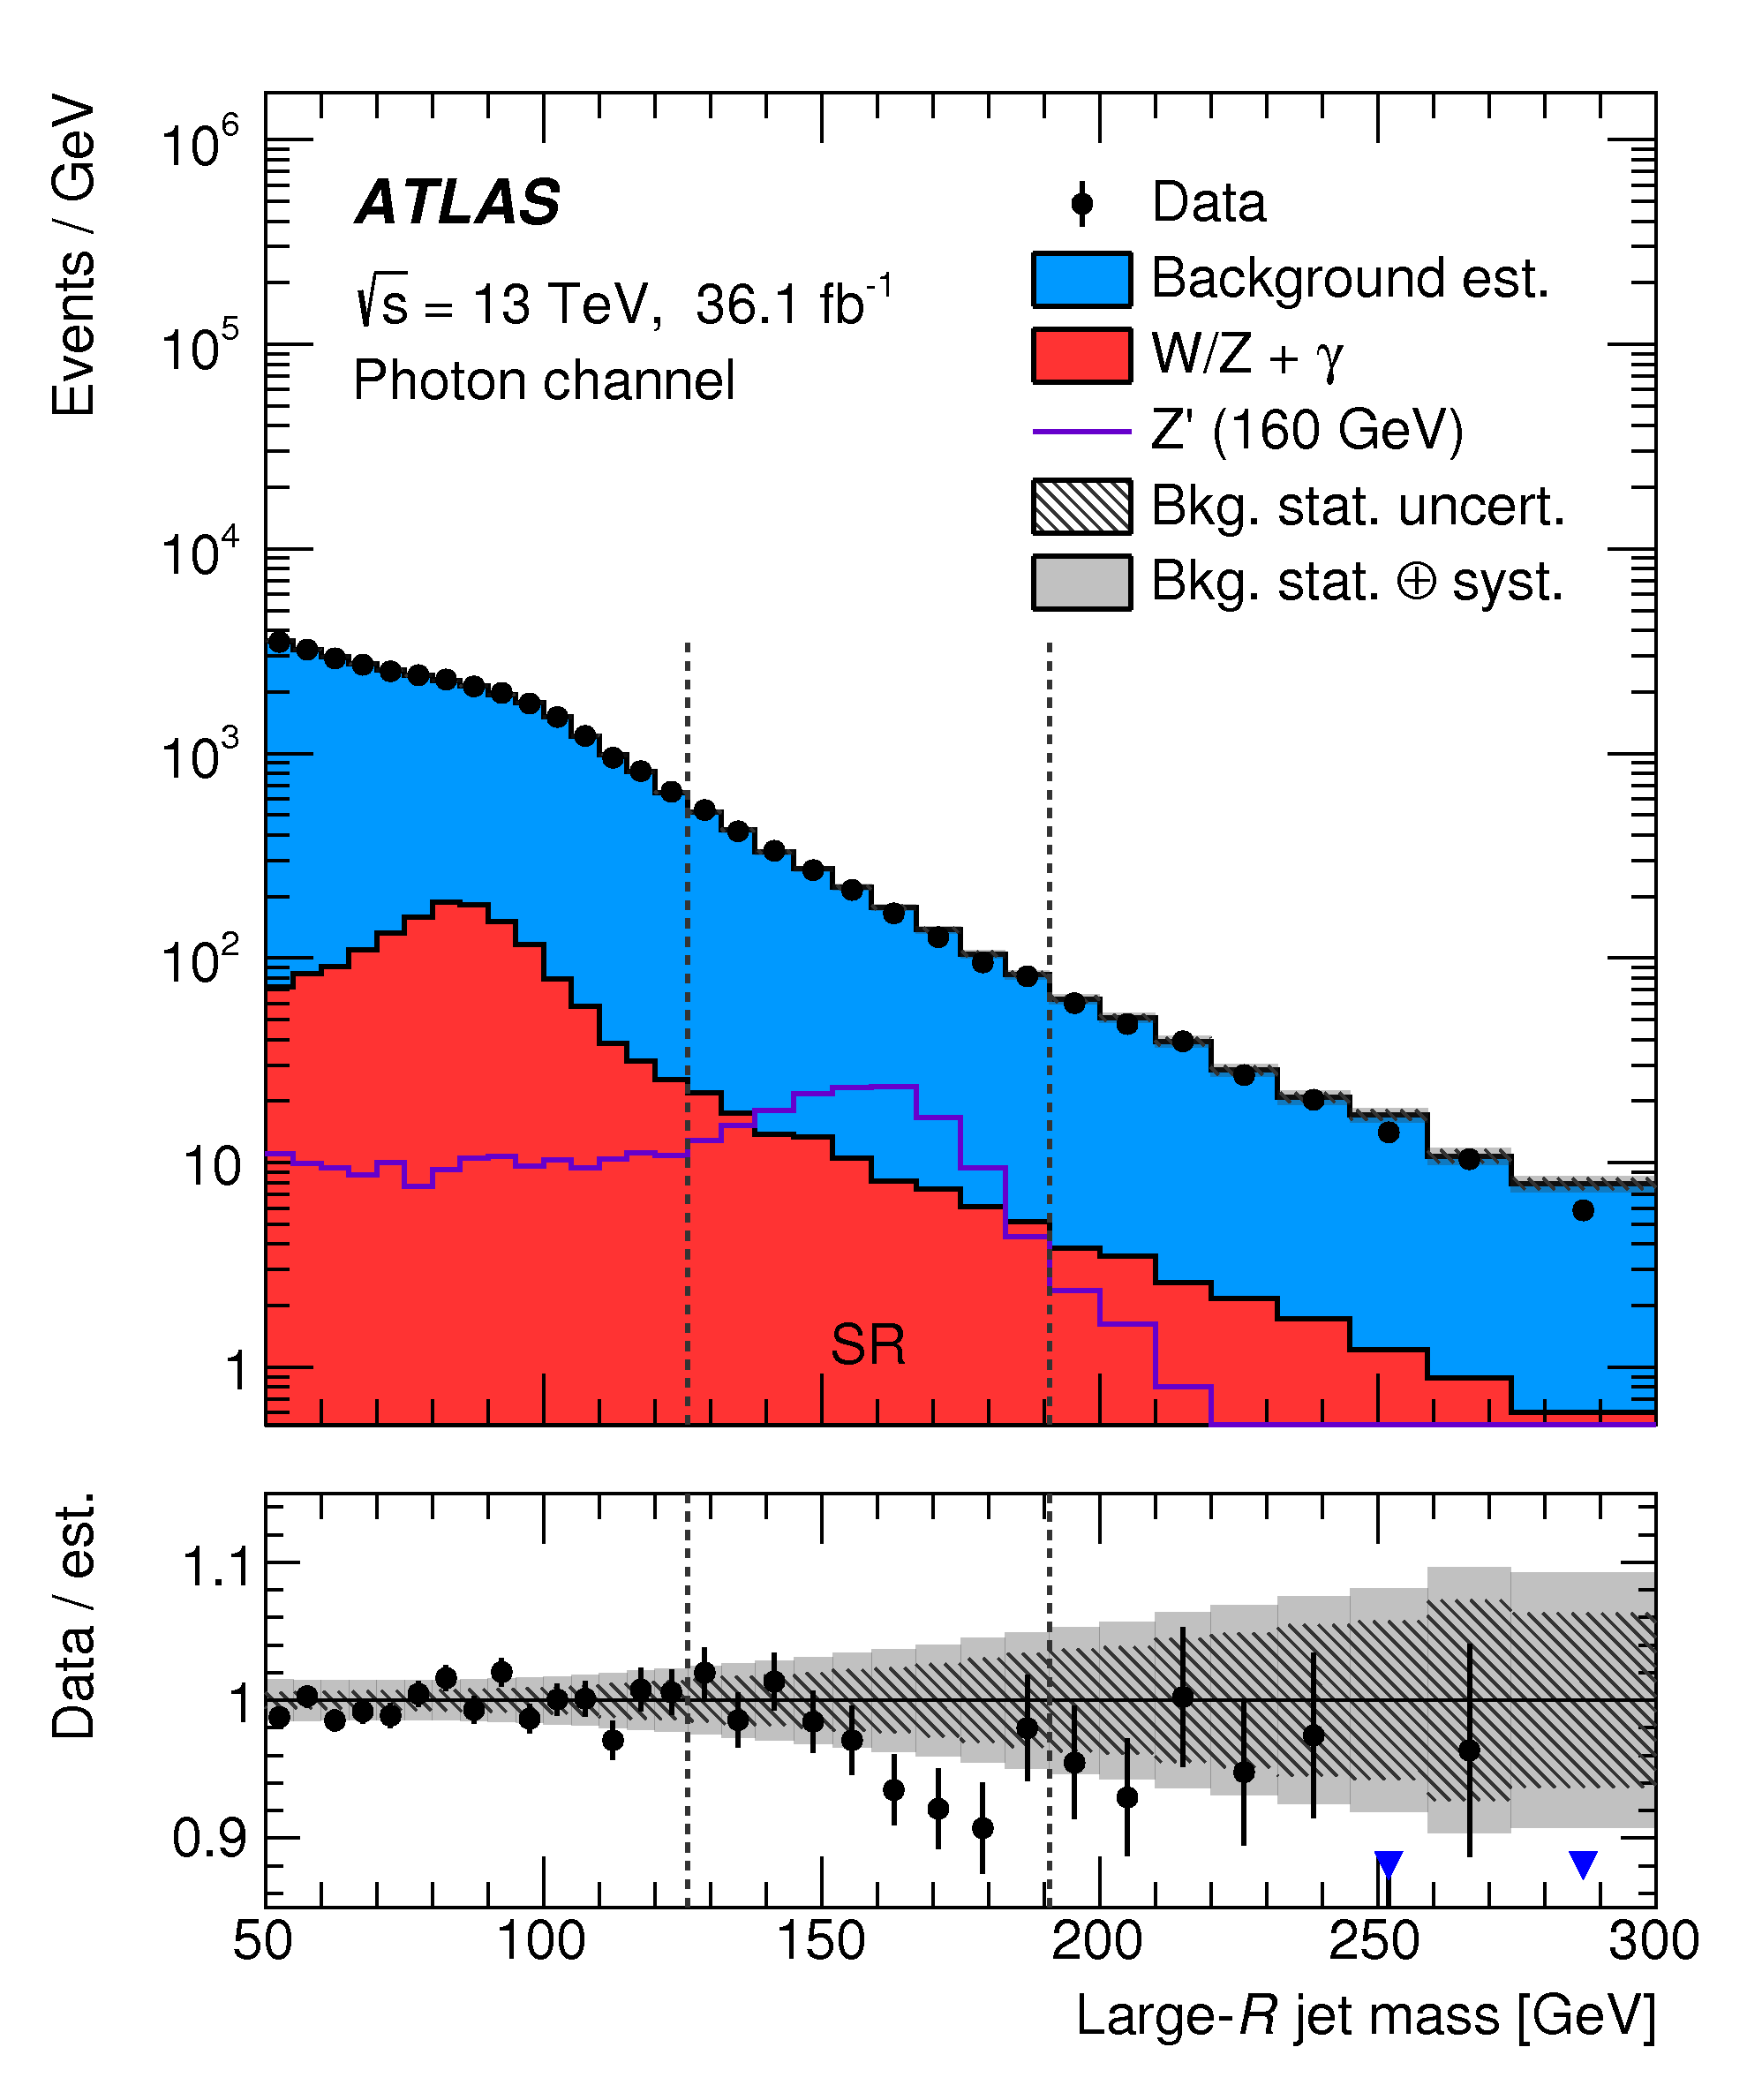 Events / GeV
10⁶
10⁵
10⁴
10³
10²
10
1
ATLAS
√s = 13 TeV, 36.1 fb⁻¹
Photon channel
Data
Background est.
W/Z + γ
Z' (160 GeV)
Bkg. stat. uncert.
Bkg. stat. ⊕ syst.
SR
Data / est.
1.1
1
0.9
50 100 150 200 250 300
Large-R jet mass [GeV]